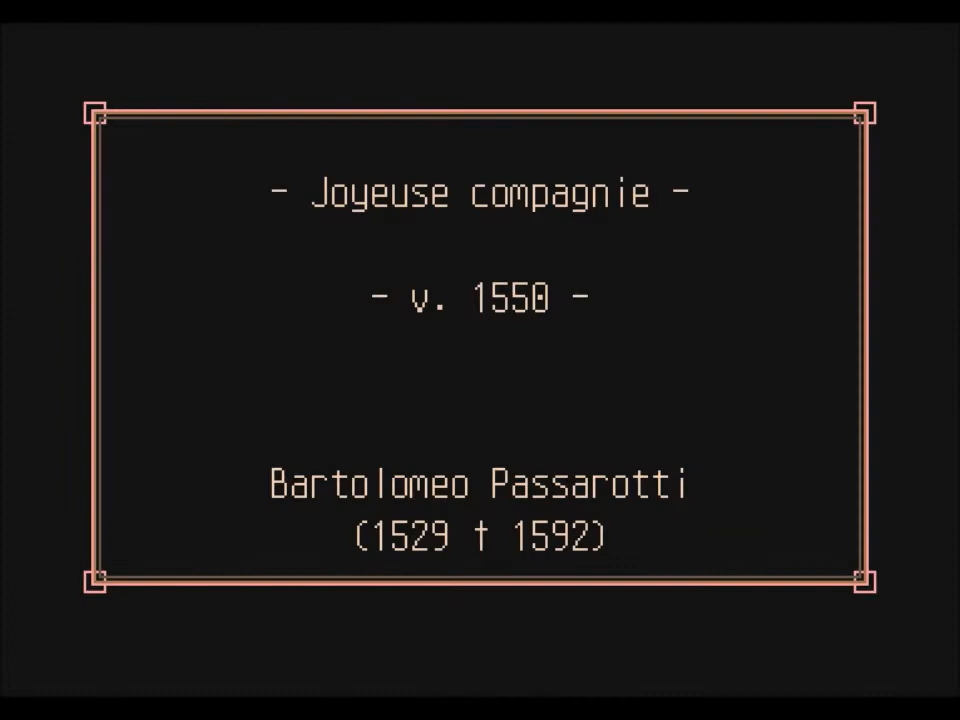 - Joyeuse compagnie -
- v. 1550 -
Bartolomeo Passarotti
(1529 † 1592)